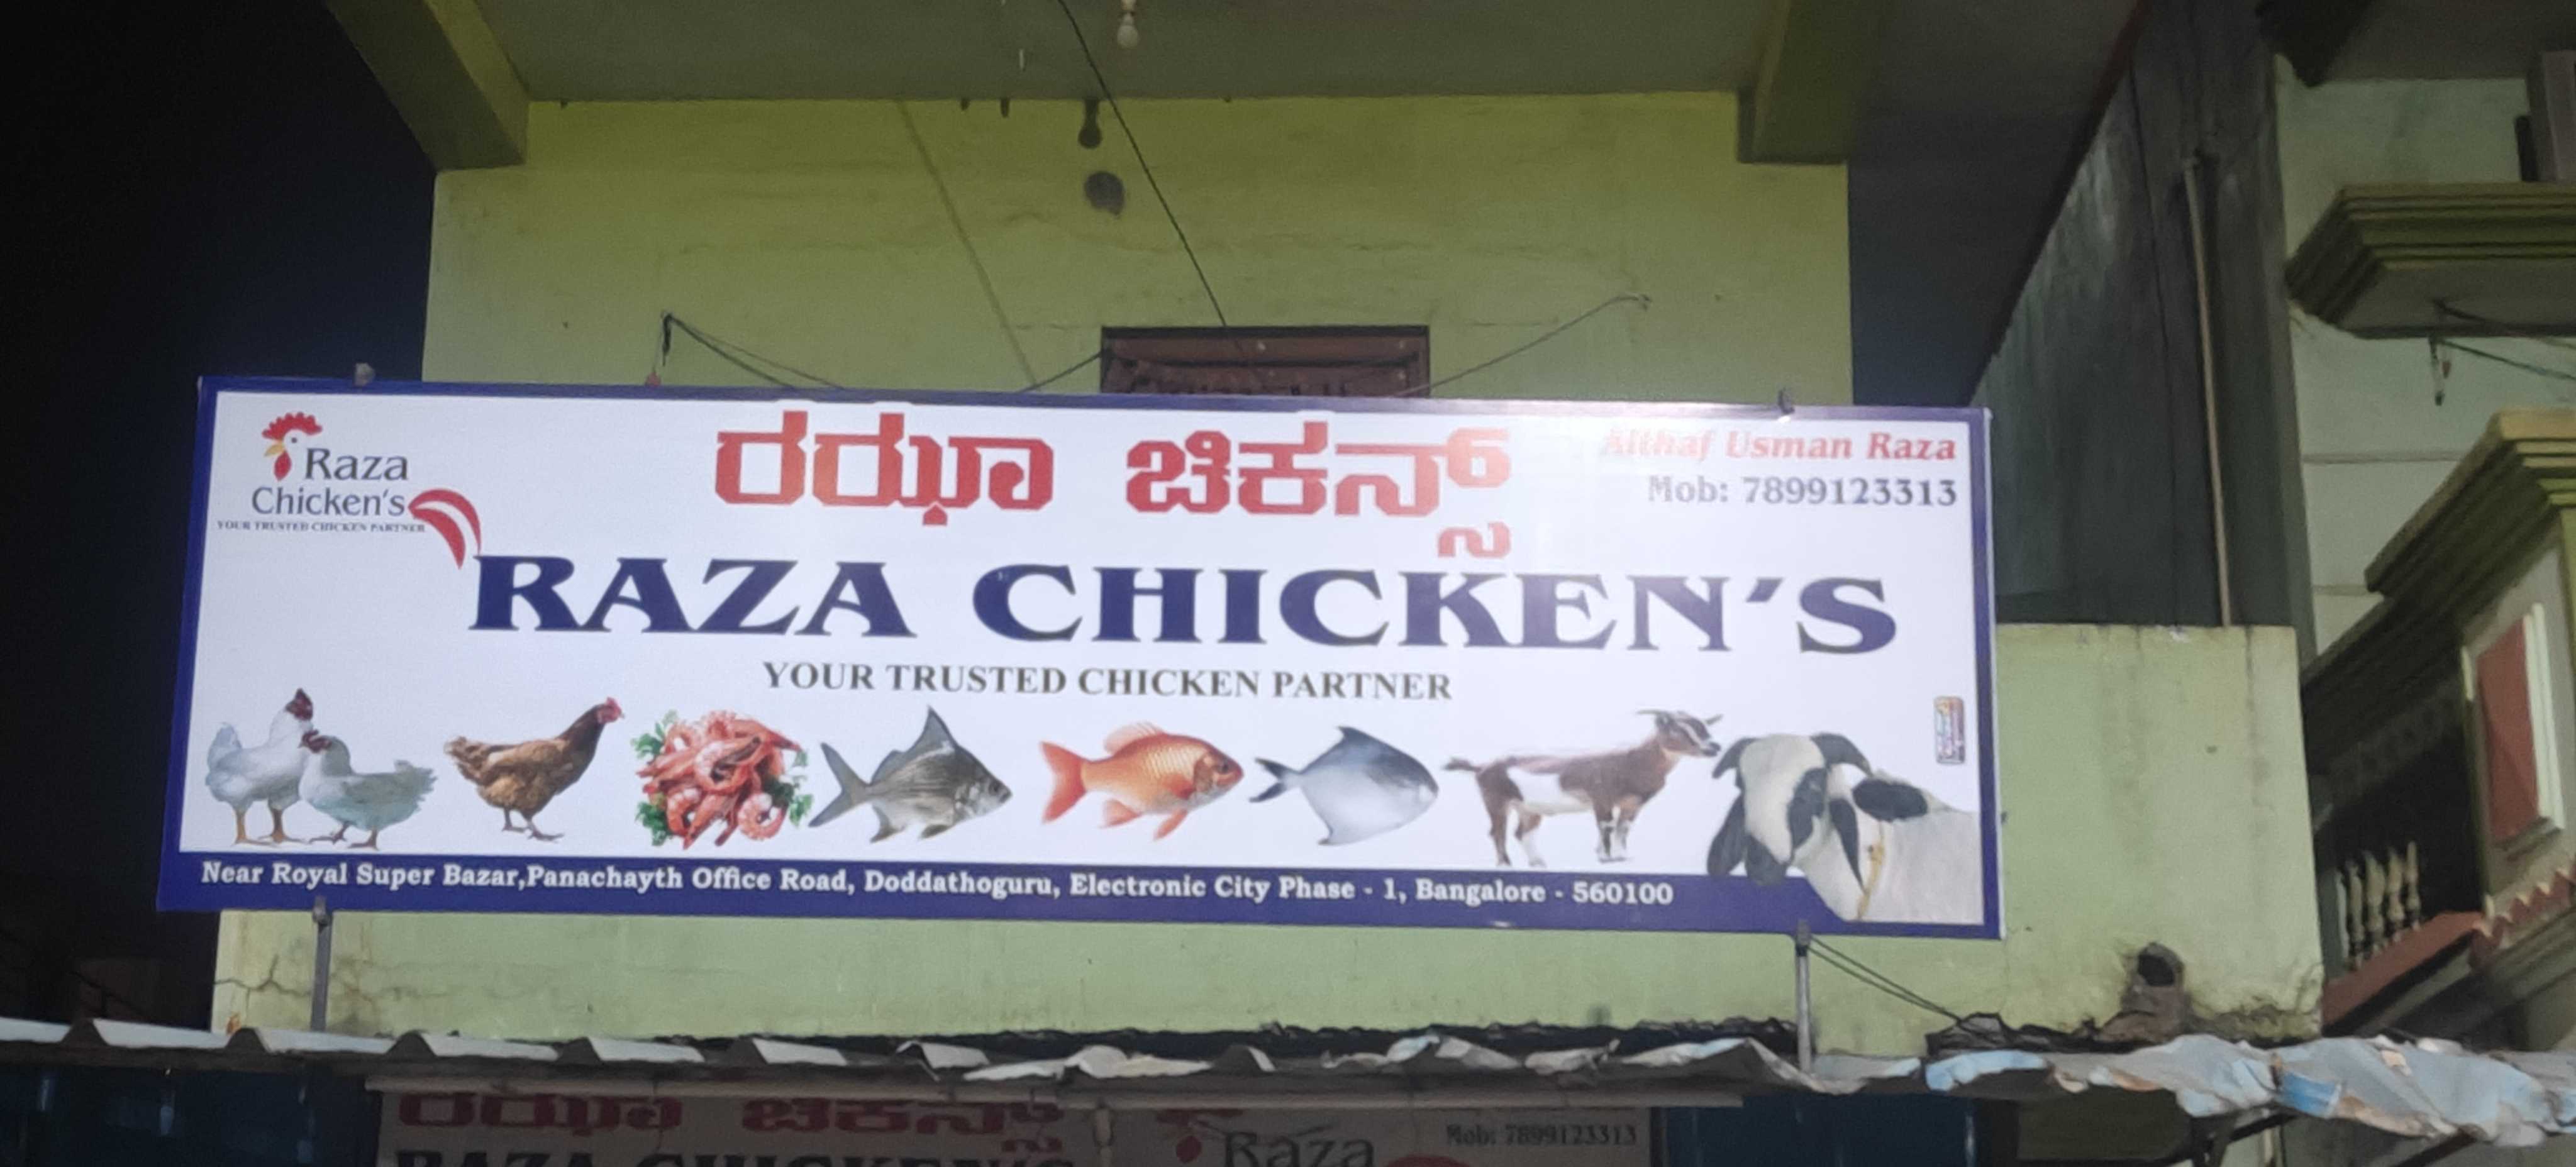 Raza
Chicken's
YOUR TRUSTED CHICKEN PARTNER
ರಝಾ ಚಿಕನ್ಸ್
Althaf Usman Raza
Mob: 7899123313
RAZA CHICKEN'S
YOUR TRUSTED CHICKEN PARTNER
Near Royal Super Bazar,Panachayth Office Road, Doddathoguru, Electronic City Phase - 1, Bangalore - 560100
ರಝಾ ಚಿಕನ್ಸ್
RAZA CHICKEN'S
Raza
Mob: 7899123313